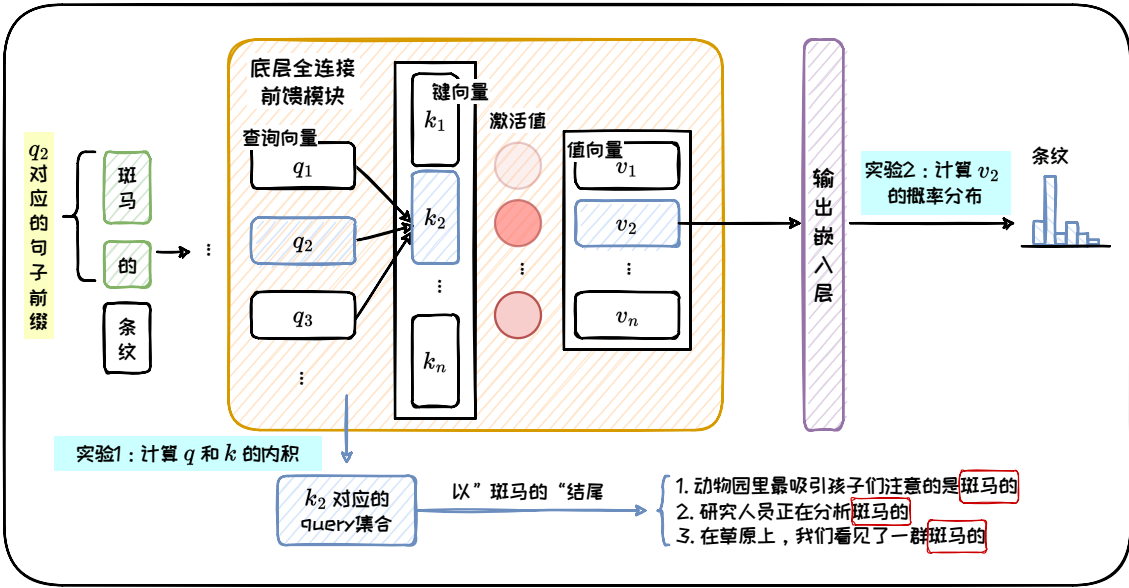 q2
对
应
的
句
子
前
缀
斑
马
的
条
纹
...
底层全连接
前馈模块
查询向量
q1
q2
q3
...
键向量
k1
k2
...
kn
激活值
...
值向量
v1
v2
...
vn
输
出
嵌
入
层
实验2：计算 v2
的概率分布
条纹
实验1：计算 q 和 k 的内积
k2 对应的
query集合
以”斑马的“结尾
1. 动物园里最吸引孩子们注意的是斑马的
2. 研究人员正在分析斑马的
3. 在草原上，我们看见了一群斑马的